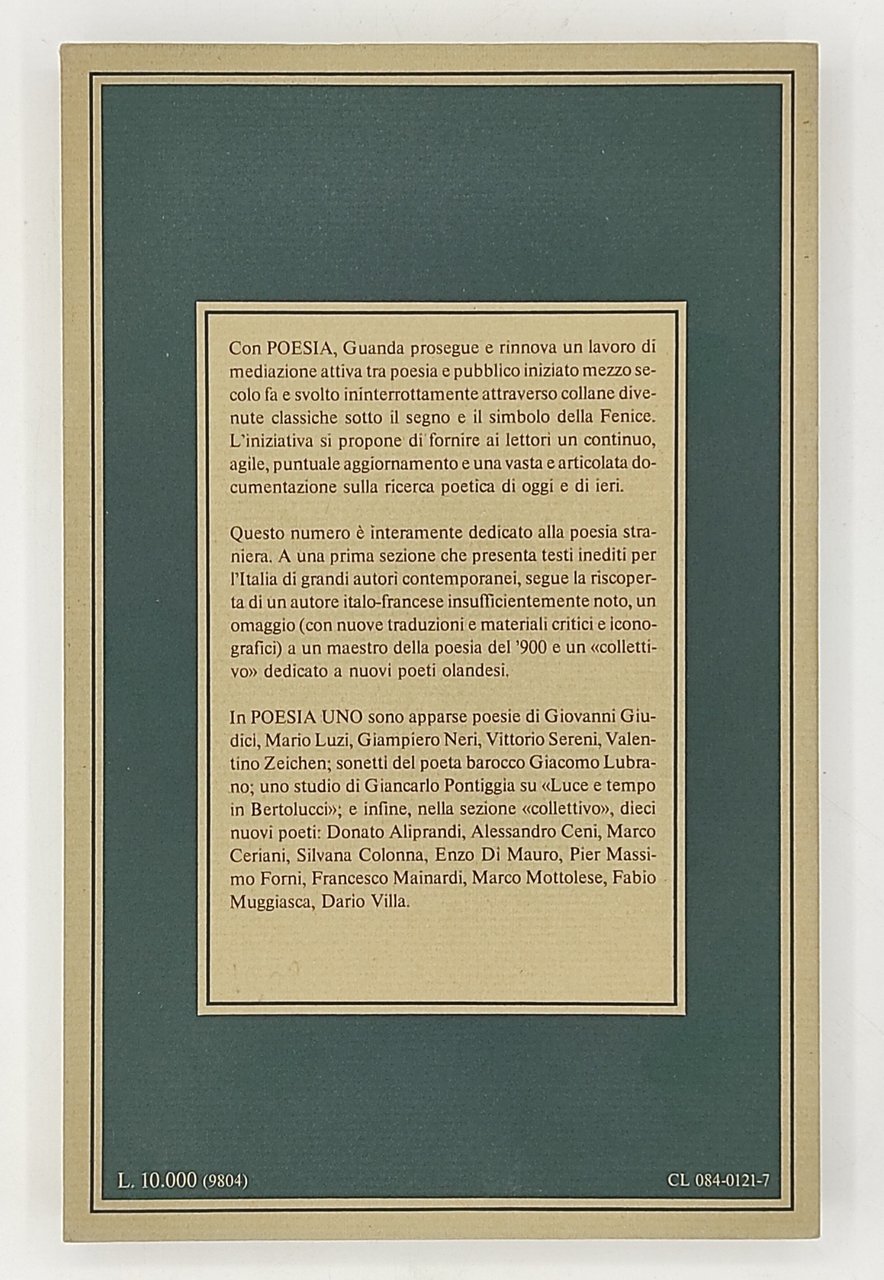 Con POESIA, Guanda prosegue e rinnova un lavoro di
mediazione attiva tra poesia e pubblico iniziato mezzo se-
colo fa e svolto ininterrottamente attraverso collane dive-
nute classiche sotto il segno e il simbolo della Fenice.
L'iniziativa si propone di fornire ai lettori un continuo,
agile, puntuale aggiornamento e una vasta e articolata do-
cumentazione sulla ricerca poetica di oggi e di ieri.
Questo numero è interamente dedicato alla poesia stra-
niera. A una prima sezione che presenta testi inediti per
l'Italia di grandi autori contemporanei, segue la riscoper-
ta di un autore italo-francese insufficientemente noto, un
omaggio (con nuove traduzioni e materiali critici e icono-
grafici) a un maestro della poesia del '900 e un «colletti-
vo» dedicato a nuovi poeti olandesi.
In POESIA UNO sono apparse poesie di Giovanni Giu-
dici, Mario Luzi, Giampiero Neri, Vittorio Sereni, Valen-
tino Zeichen; sonetti del poeta barocco Giacomo Lubra-
no; uno studio di Giancarlo Pontiggia su «Luce e tempo
in Bertolucci»; e infine, nella sezione «collettivo», dieci
nuovi poeti: Donato Aliprandi, Alessandro Ceni, Marco
Ceriani, Silvana Colonna, Enzo Di Mauro, Pier Massi-
mo Forni, Francesco Mainardi, Marco Mottolese, Fabio
Muggiasca, Dario Villa.
L. 10.000 (9804)
CL 084-0121-7